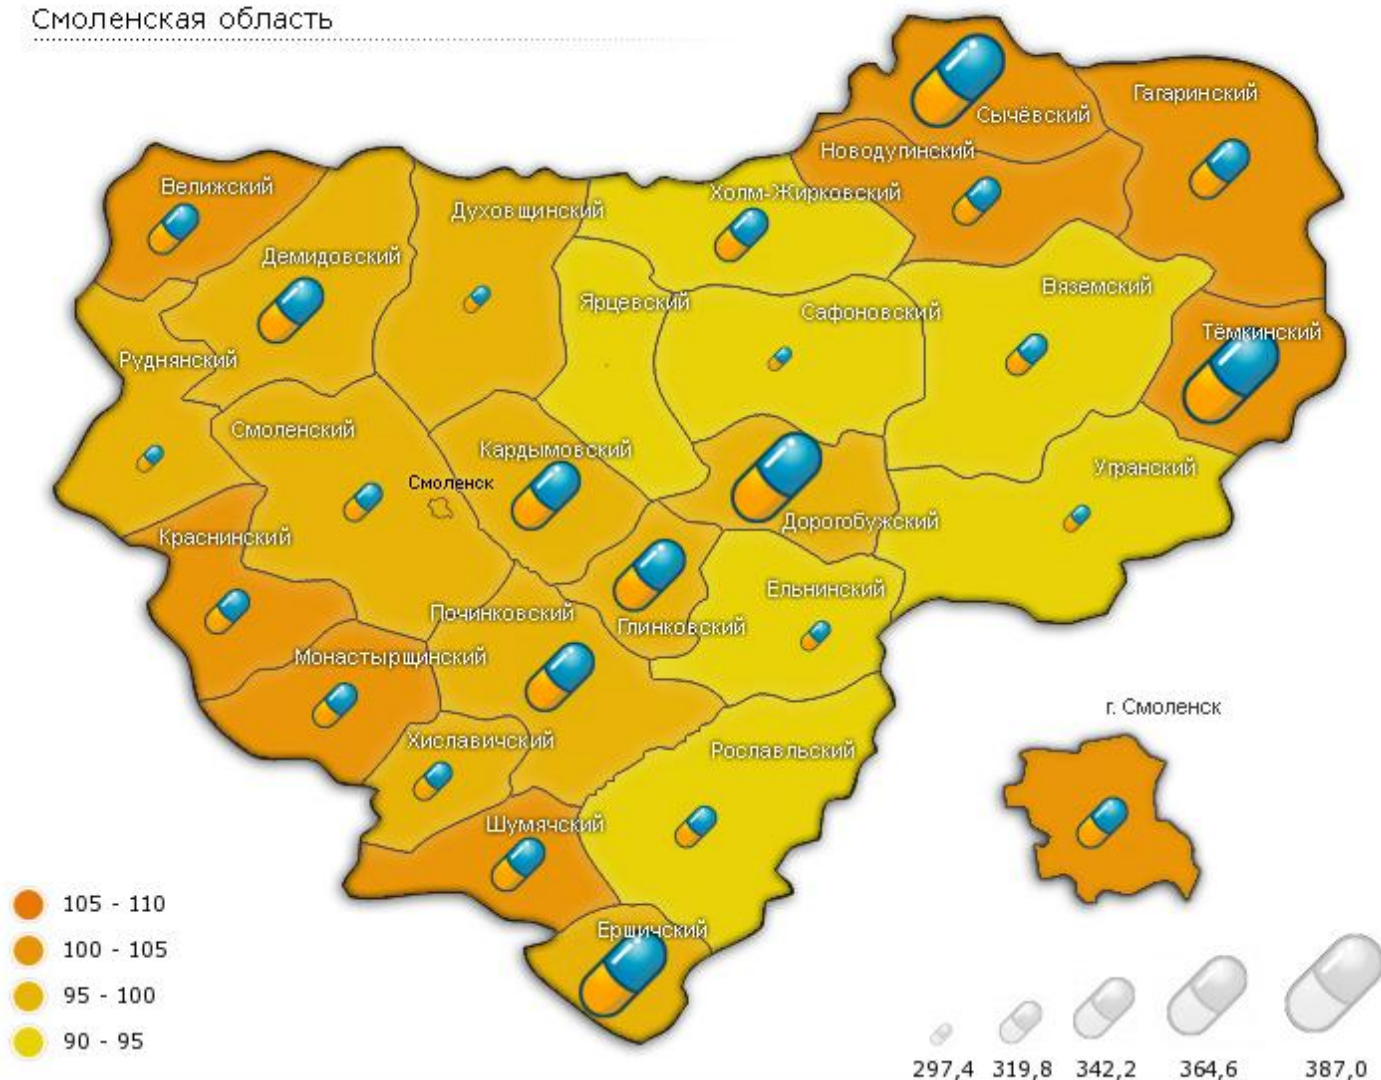 Смоленская область
Сычёвский
Гагаринский
Новодугинский
Велижский
Холм-Жирковский
Духовщинский
Демидовский
Вяземский
Ярцевский
Сафоновский
Тёмкинский
Руднянский
Смоленский
Кардымовский
Угранский
Смоленск
Дорогобужский
Краснинский
Ельнинский
Починковский
Глинковский
Монастырщинский
г. Смоленск
Хиславичский
Рославльский
Шумячский
Ершичский
105 - 110
100 - 105
95 - 100
90 - 95
297,4 319,8 342,2 364,6 387,0